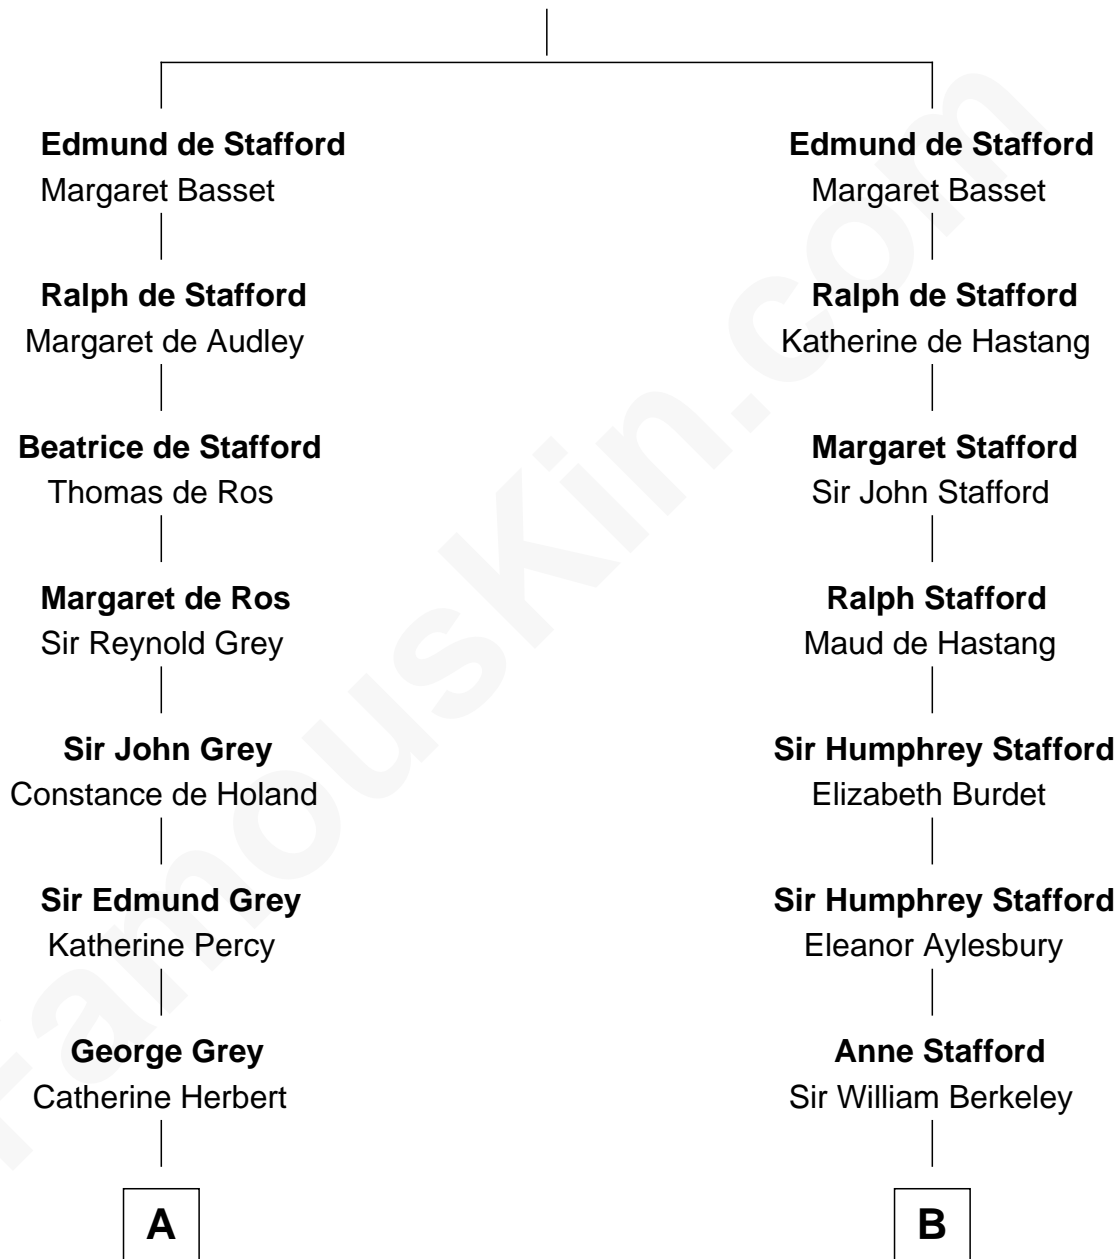 Edmund de Stafford
Margaret Basset
Ralph de Stafford
Margaret de Audley
Beatrice de Stafford
Thomas de Ros
Margaret de Ros
Sir Reynold Grey
Sir John Grey
Constance de Holand
Sir Edmund Grey
Katherine Percy
George Grey
Catherine Herbert
A
Edmund de Stafford
Margaret Basset
Ralph de Stafford
Katherine de Hastang
Margaret Stafford
Sir John Stafford
Ralph Stafford
Maud de Hastang
Sir Humphrey Stafford
Elizabeth Burdet
Sir Humphrey Stafford
Eleanor Aylesbury
Anne Stafford
Sir William Berkeley
B
FamousKin.com